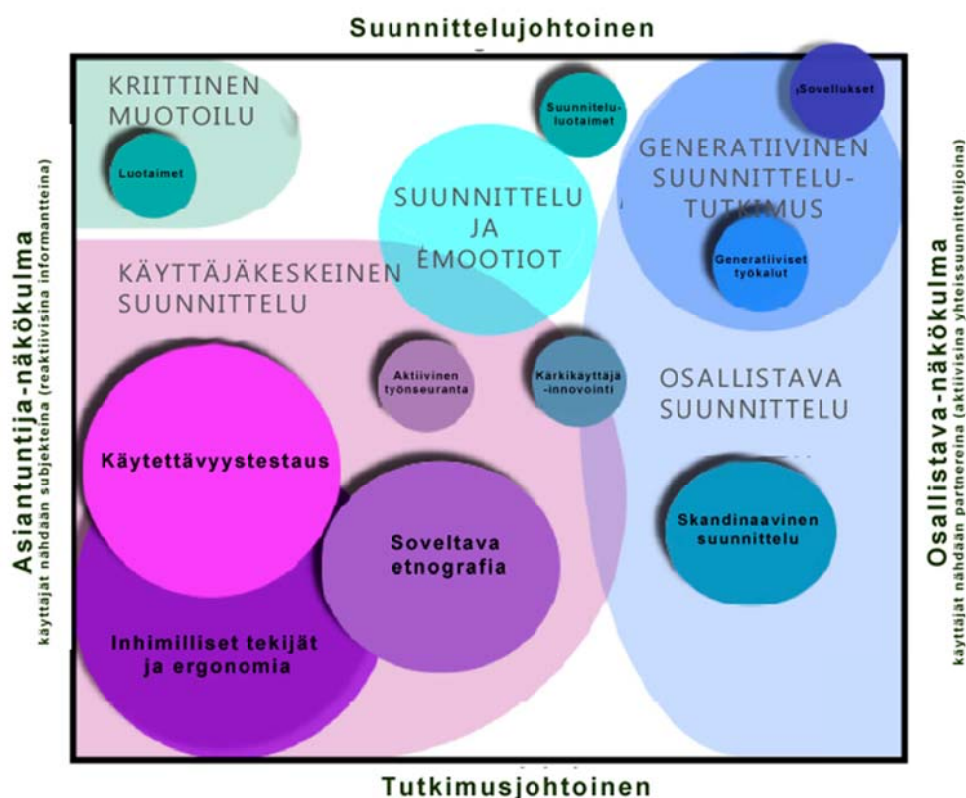 Suunnittelujohtoinen
KRIITTINEN
MUOTOILU
Luotaimet
Suunnitelu-
luotaimet
,Sovellukset
GENERATIIVINEN
SUUNNITTELU-
TUTKIMUS
Generatiiviset
työkalut
SUUNNITTELU
JA
EMOOTIOT
KÄYTTÄJÄKESKEINEN
SUUNNITTELU
Aktiivinen
työnseuranta
Kärkikäyttäjä
-innovointi
OSALLISTAVA
SUUNNITTELU
Käytettävyystestaus
Soveltava
etnografia
Skandinaavinen
suunnittelu
Inhimilliset tekijät
ja ergonomia
Asiantuntija-näkökulma
käyttäjät nähdään subjekteina (reaktiivisina informantteina)
Osallistava-näkökulma
käyttäjät nähdään partnereina (aktiivisina yhteissuunnittelijoina)
Tutkimusjohtoinen